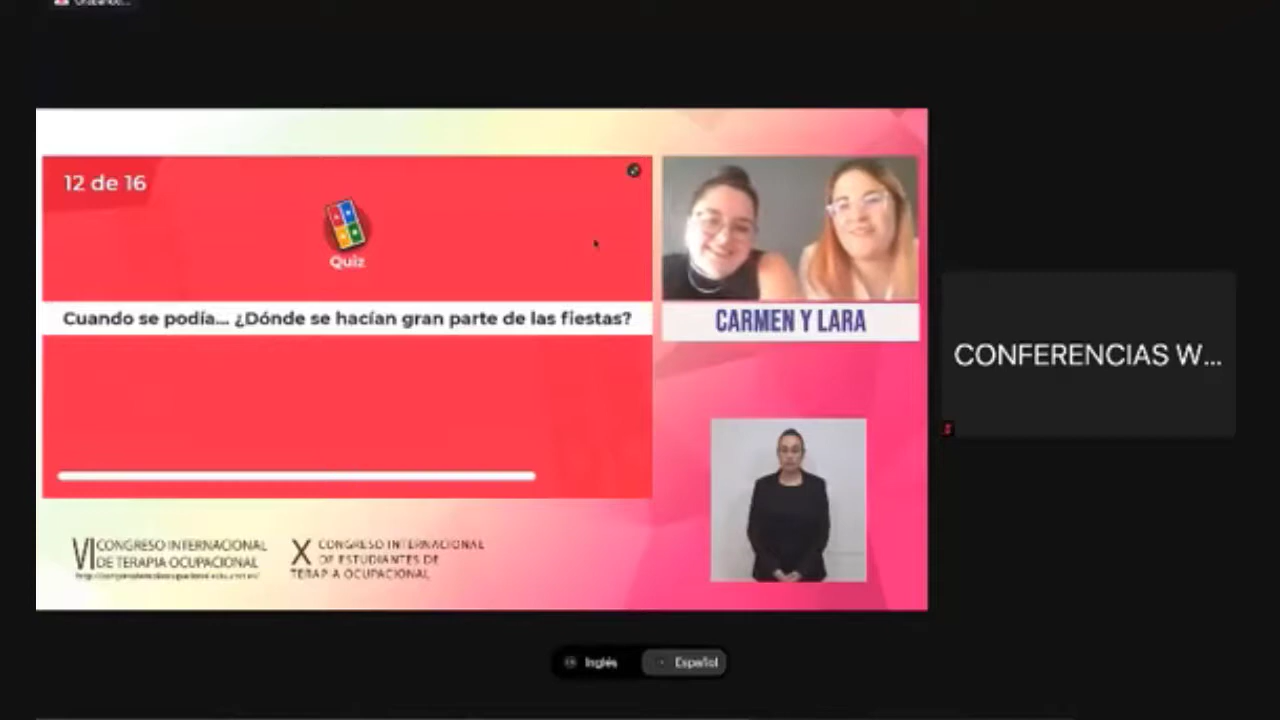 12 de 16
Quiz
Cuando se podía... ¿Dónde se hacían gran parte de las fiestas?
CARMEN Y LARA
CONFERENCIAS W...
VI CONGRESO INTERNACIONAL
DE TERAPIA OCUPACIONAL
X CONGRESO INTERNACIONAL
DE ESTUDIANTES DE
TERAPIA OCUPACIONAL
Inglés
Español